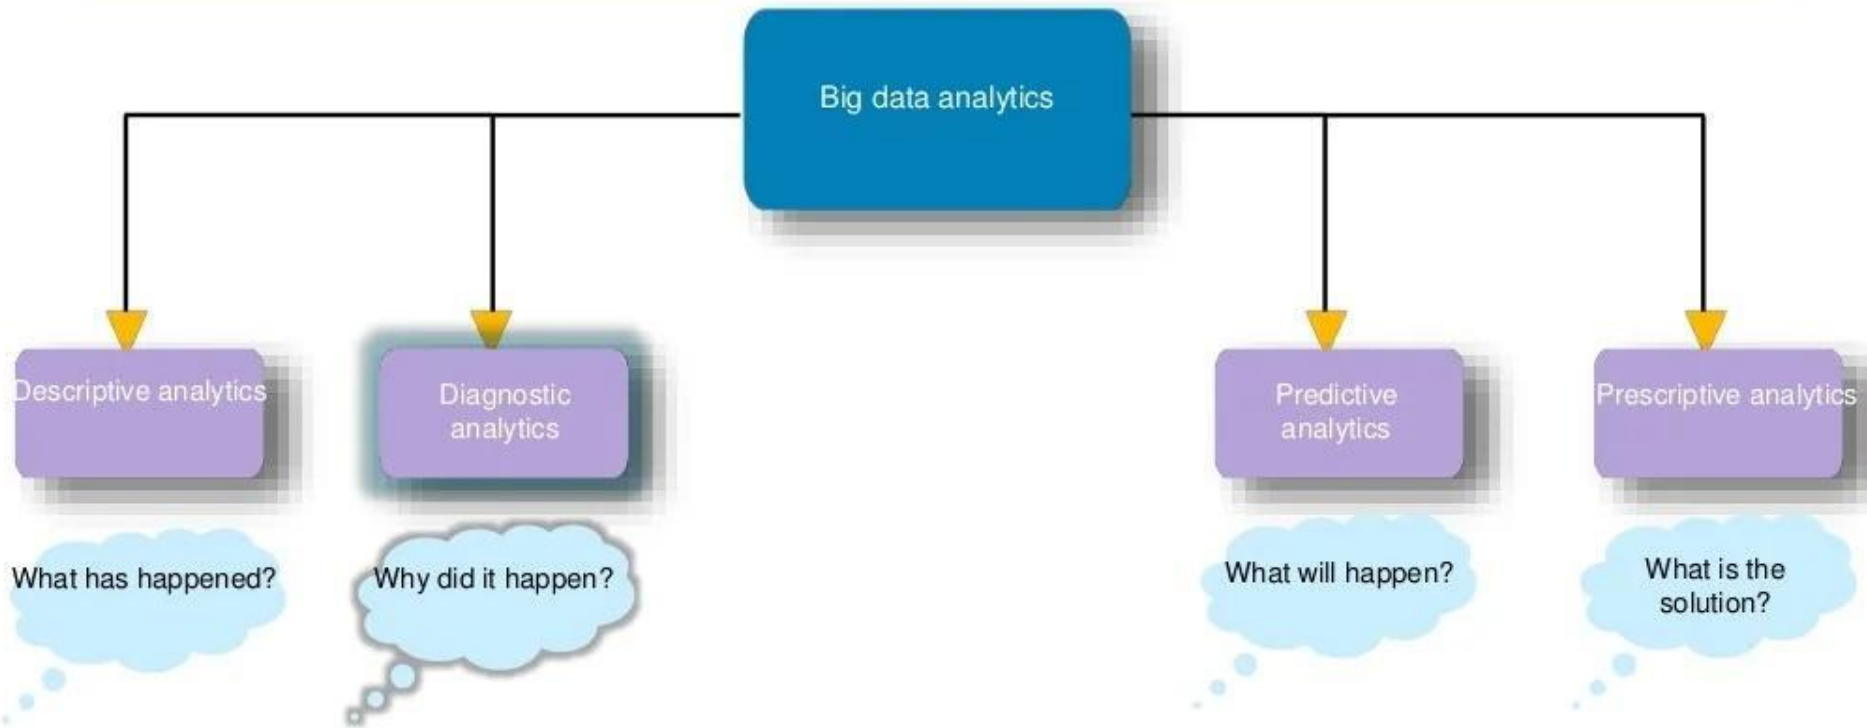 Big data analytics
Descriptive analytics
Diagnostic
analytics
Predictive
analytics
Prescriptive analytics
What has happened?
Why did it happen?
What will happen?
What is the
solution?